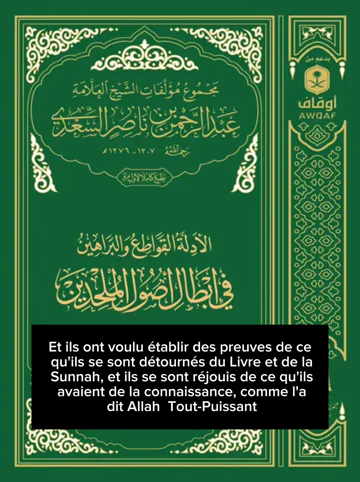 مجموع مؤلفات الشيخ العلامة
عبد الرحمن بن ناصر السعدي
رحمه الله ١٣٠٧ - ١٣٧٦ هـ
الأدلة القواطع والبراهين
في إبطال أصول الملحدين
بدعم من
أوقاف
AWQAF
Et ils ont voulu établir des preuves de ce
qu'ils se sont détournés du Livre et de la
Sunnah, et ils se sont réjouis de ce qu'ils
avaient de la connaissance, comme l'a
dit Allah Tout-Puissant